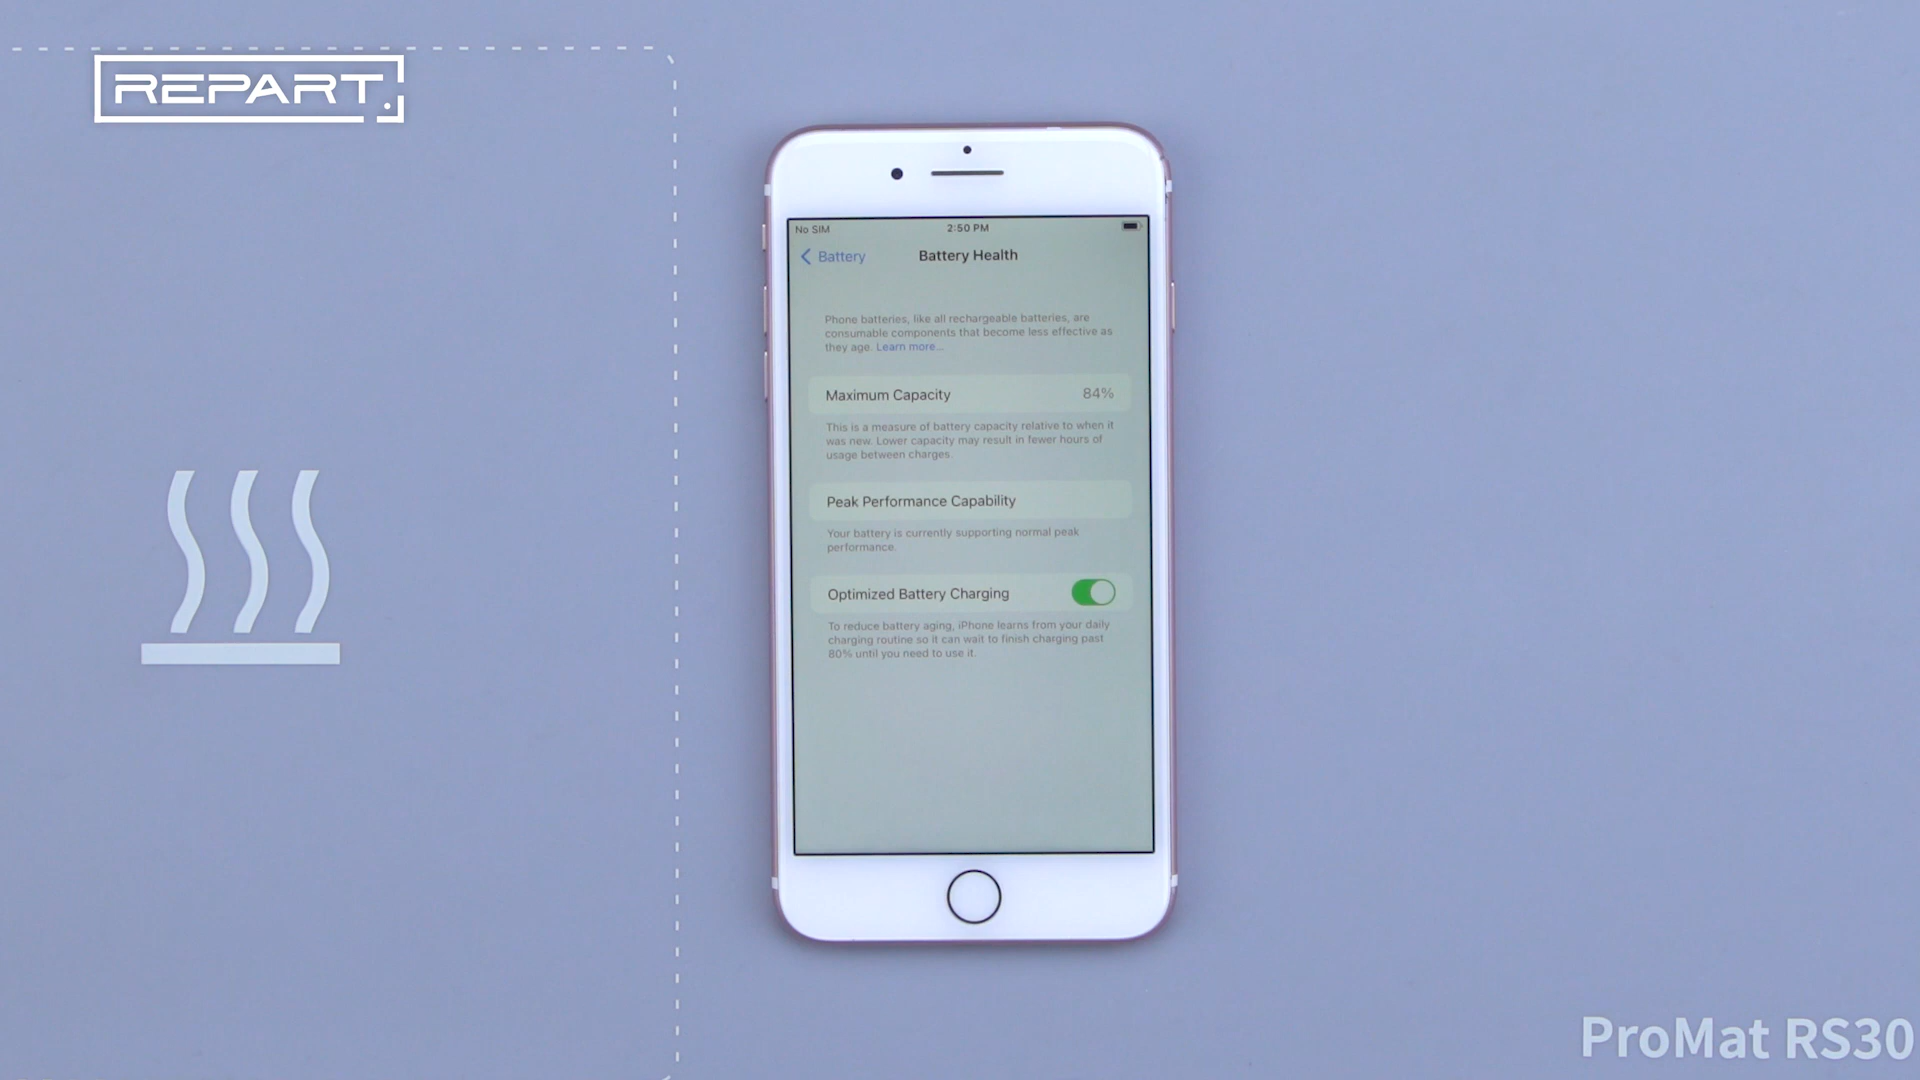 REPART.
No SIM
2:50 PM
Battery
Battery Health
Phone batteries, like all rechargeable batteries, are
consumable components that become less effective as
they age. Learn more...
Maximum Capacity
84%
This is a measure of battery capacity relative to when it
was new. Lower capacity may result in fewer hours of
usage between charges.
Peak Performance Capability
Your battery is currently supporting normal peak
performance.
Optimized Battery Charging
To reduce battery aging, iPhone learns from your daily
charging routine so it can wait to finish charging past
80% until you need to use it.
ProMat RS30